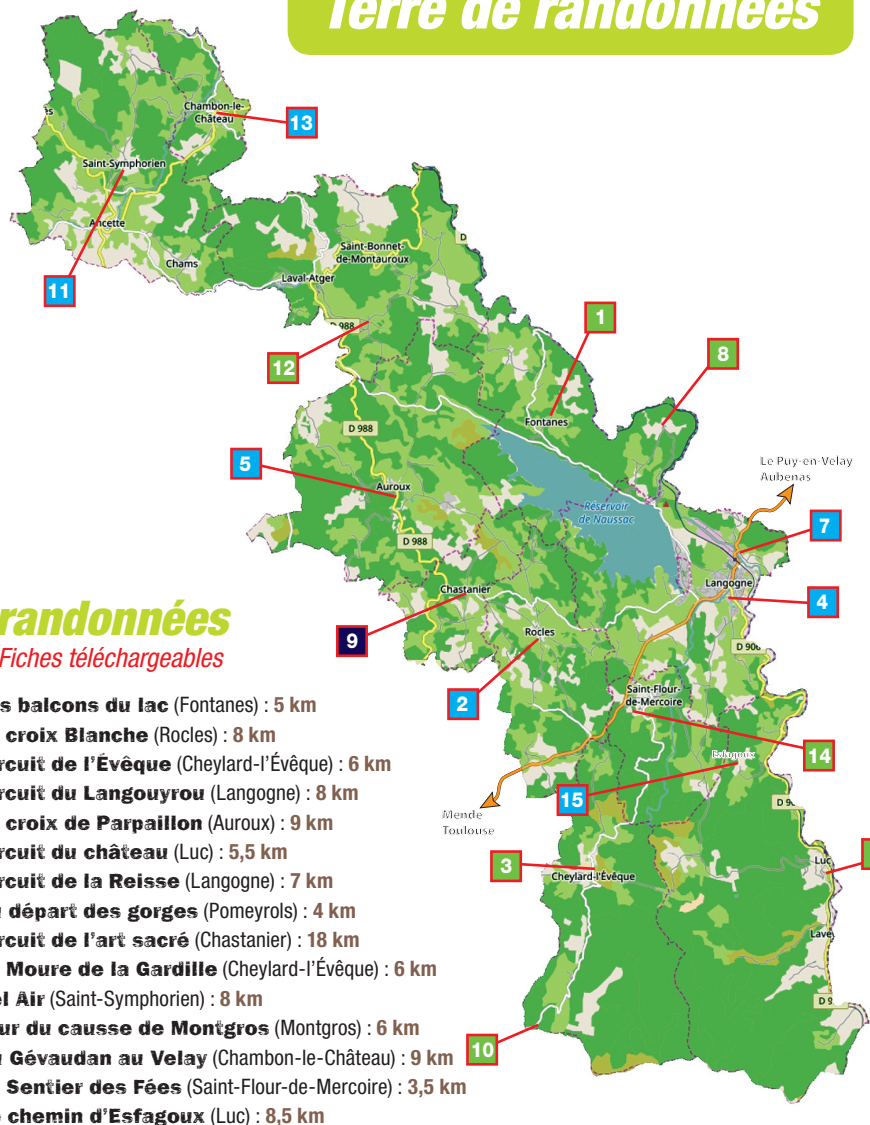 Terre de randonnées
Chambon-le-
Château
13
Saint-Symphorien
Ancette
Chams
11
Saint-Bonnet-
de-Montauroux
Laval-Atger
D
D 988
12
1
8
Fontanes
D 988
5
Auroux
Le Puy-en-Velay
Aubenas
Réservoir
de Naussac
7
D 988
Langogne
4
Chastanier
9
Rocles
D 906
2
Saint-Flour-
de-Mercoire
14
Esfagoux
15
Mende
Toulouse
D 90
3
Cheylard-l'Évêque
Luc
Lave
D 9
10
randonnées
Fiches téléchargeables
s balcons du lac (Fontanes) : 5 km
croix Blanche (Rocles) : 8 km
rcuit de l'Évêque (Cheylard-l'Évêque) : 6 km
rcuit du Langouyrou (Langogne) : 8 km
croix de Parpaillon (Auroux) : 9 km
rcuit du château (Luc) : 5,5 km
rcuit de la Reisse (Langogne) : 7 km
u départ des gorges (Pomeyrols) : 4 km
rcuit de l'art sacré (Chastanier) : 18 km
Moure de la Gardille (Cheylard-l'Évêque) : 6 km
el Air (Saint-Symphorien) : 8 km
ur du causse de Montgros (Montgros) : 6 km
u Gévaudan au Velay (Chambon-le-Château) : 9 km
Sentier des Fées (Saint-Flour-de-Mercoire) : 3,5 km
e chemin d'Esfagoux (Luc) : 8,5 km